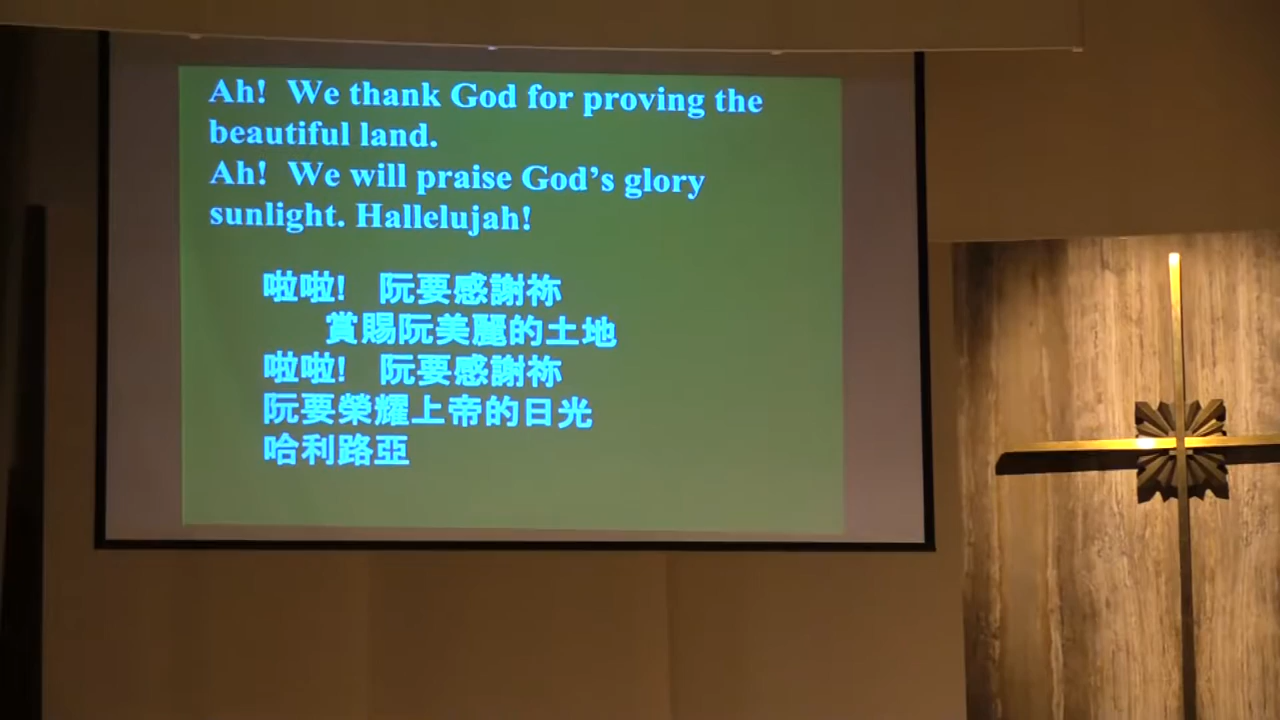 Ah! We thank God for proving the
beautiful land.
Ah! We will praise God's glory
sunlight. Hallelujah!
啦啦! 阮要感謝祢
賞賜阮美麗的土地
啦啦! 阮要感謝祢
阮要榮耀上帝的日光
哈利路亞